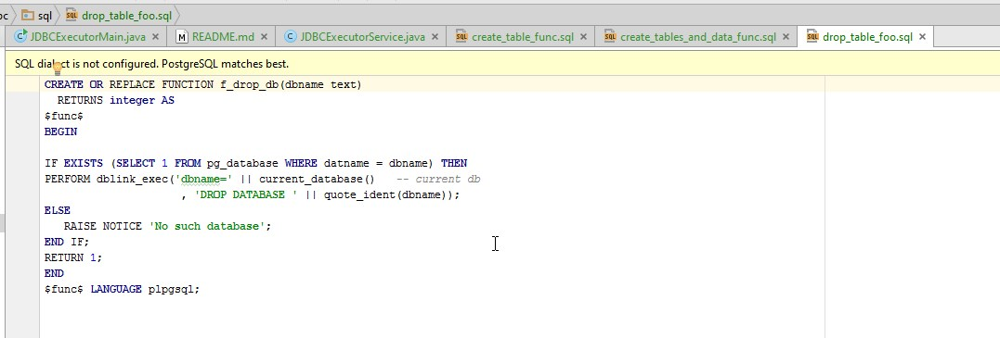 sql drop_table_foo.sql
JDBCExecutorMain.java README.md JDBCExecutorService.java create_table_func.sql create_tables_and_data_func.sql drop_table_foo.sql
SQL dialect is not configured. PostgreSQL matches best.
CREATE OR REPLACE FUNCTION f_drop_db(dbname text)
  RETURNS integer AS
$func$
BEGIN

IF EXISTS (SELECT 1 FROM pg_database WHERE datname = dbname) THEN
PERFORM dblink_exec('dbname=' || current_database()   -- current db
                    , 'DROP DATABASE ' || quote_ident(dbname));
ELSE
   RAISE NOTICE 'No such database';
END IF;
RETURN 1;
END
$func$ LANGUAGE plpgsql;